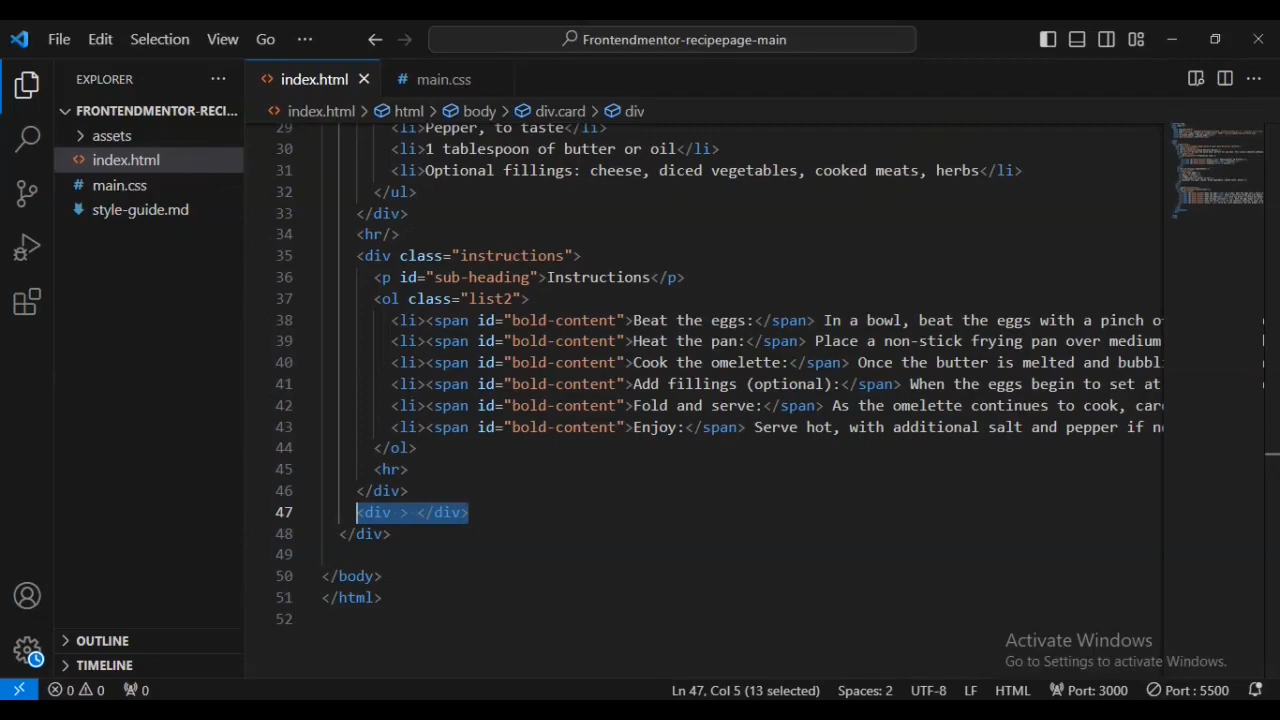 File Edit Selection View Go ··· Frontendmentor-recipepage-main
EXPLORER ···
index.html
main.css
FRONTENDMENTOR-RECI...
assets
index.html
main.css
style-guide.md
OUTLINE
TIMELINE
index.html > html > body > div.card > div
29 <li>Pepper, to taste</li>
30 <li>1 tablespoon of butter or oil</li>
31 <li>Optional fillings: cheese, diced vegetables, cooked meats, herbs</li>
32 </ul>
33 </div>
34 <hr/>
35 <div class="instructions">
36 <p id="sub-heading">Instructions</p>
37 <ol class="list2">
38 <li><span id="bold-content">Beat the eggs:</span> In a bowl, beat the eggs with a pinch o
39 <li><span id="bold-content">Heat the pan:</span> Place a non-stick frying pan over medium
40 <li><span id="bold-content">Cook the omelette:</span> Once the butter is melted and bubbli
41 <li><span id="bold-content">Add fillings (optional):</span> When the eggs begin to set at
42 <li><span id="bold-content">Fold and serve:</span> As the omelette continues to cook, car
43 <li><span id="bold-content">Enjoy:</span> Serve hot, with additional salt and pepper if n
44 </ol>
45 <hr>
46 </div>
47 <div > </div>
48 </div>
49
50 </body>
51 </html>
52
Activate Windows
Go to Settings to activate Windows.
0 0 0 Ln 47, Col 5 (13 selected) Spaces: 2 UTF-8 LF HTML Port: 3000 Port : 5500